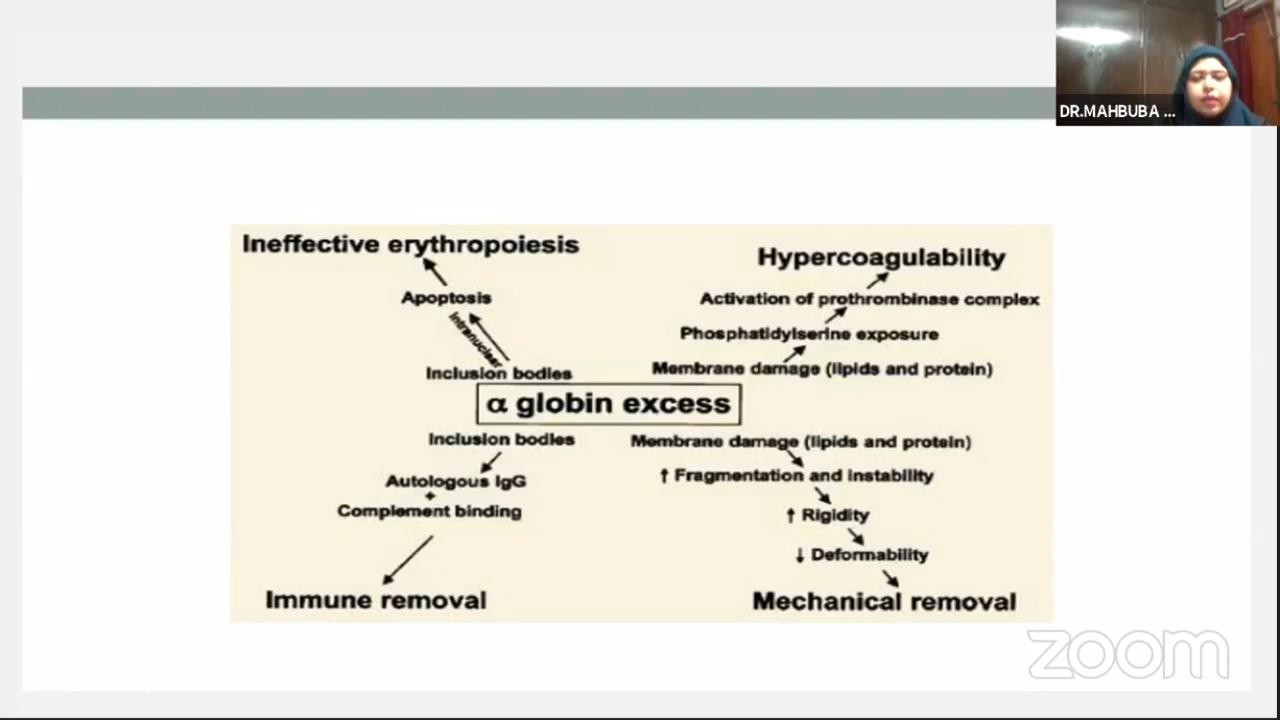 DR.MAHBUBA ...
Ineffective erythropoiesis
Apoptosis
Intranuclear
Inclusion bodies
Hypercoagulability
Activation of prothrombinase complex
Phosphatidylserine exposure
Membrane damage (lipids and protein)
α globin excess
Inclusion bodies
Autologous IgG
+
Complement binding
Immune removal
Membrane damage (lipids and protein)
↑ Fragmentation and instability
↑ Rigidity
↓ Deformability
Mechanical removal
zoom